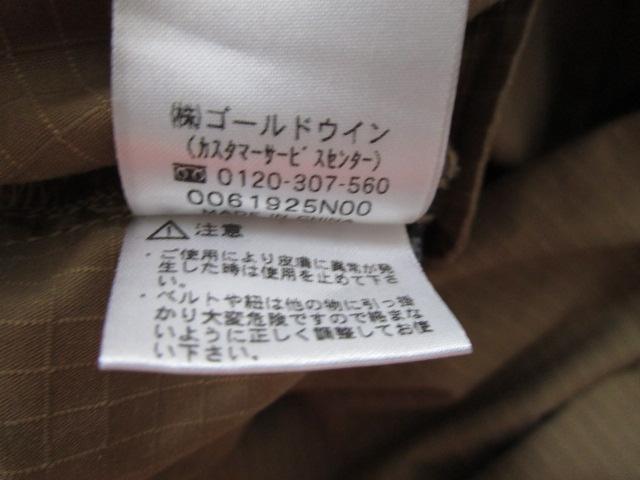 ㈱ゴールドウイン
(カスタマーサービスセンター)
0120-307-560
0061925N00
MADE IN CHINA
⚠注意
・ご使用により皮膚に異常が発
生した時は使用を止めて下さ
い。
・ベルトや紐は他の物に引っ掛
かり大変危険ですので絡まな
いように正しく調整してお使
い下さい。